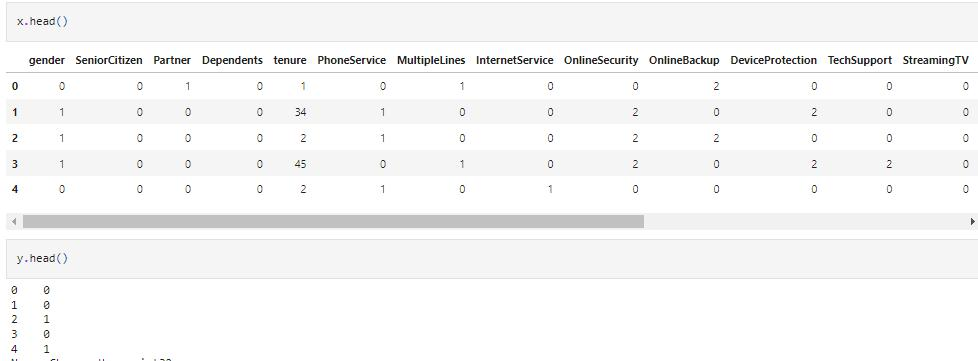 x.head()
gender SeniorCitizen Partner Dependents tenure PhoneService MultipleLines InternetService OnlineSecurity OnlineBackup DeviceProtection TechSupport StreamingTV
0 0 0 1 0 1 0 1 0 0 2 0 0 0
1 1 0 0 0 34 1 0 0 2 0 2 0 0
2 1 0 0 0 2 1 0 0 2 2 0 0 0
3 1 0 0 0 45 0 1 0 2 0 2 2 0
4 0 0 0 0 2 1 0 1 0 0 0 0 0
y.head()
0 0
1 0
2 1
3 0
4 1